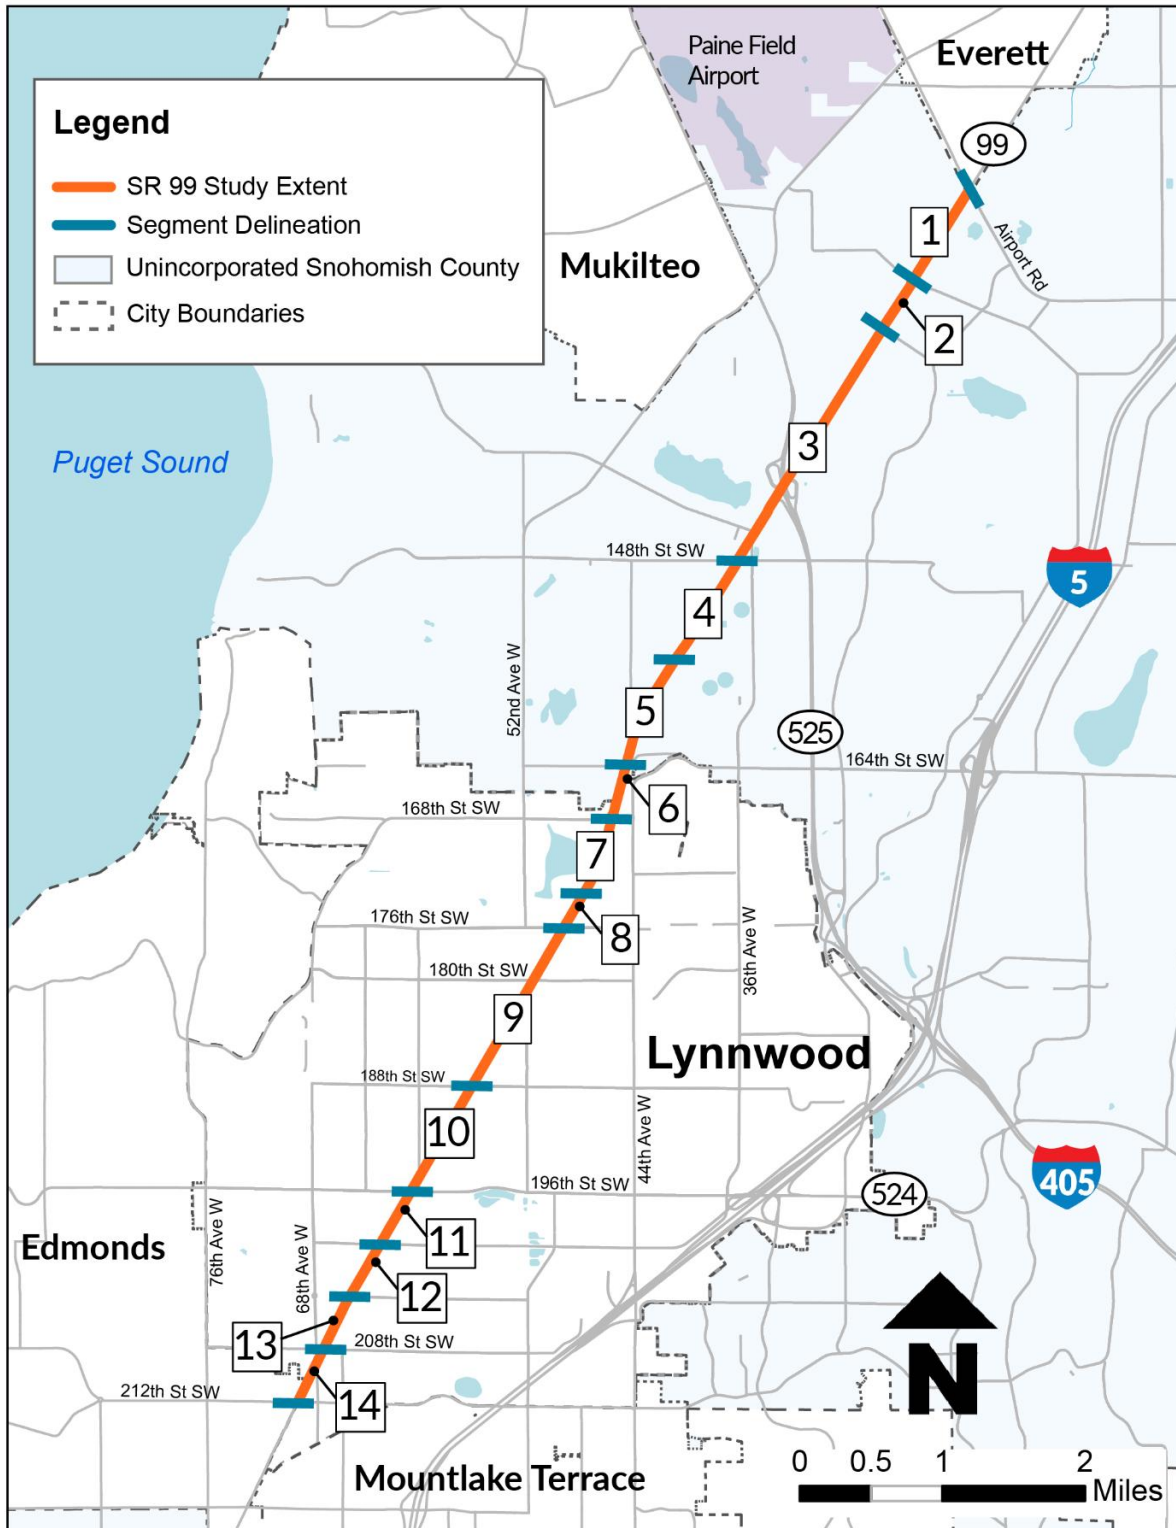 Paine Field
Airport
Everett
99
Legend
SR 99 Study Extent
Segment Delineation
Unincorporated Snohomish County
City Boundaries
1
Airport Rd
Mukilteo
2
3
Puget Sound
148th St SW
5
4
52nd Ave W
5
525
164th St SW
168th St SW
6
7
176th St SW
8
36th Ave W
180th St SW
9
Lynnwood
188th St SW
44th Ave W
10
196th St SW
524
405
Edmonds
76th Ave W
68th Ave W
11
12
13
208th St SW
212th St SW
14
N
Mountlake Terrace
0 0.5 1 2
Miles